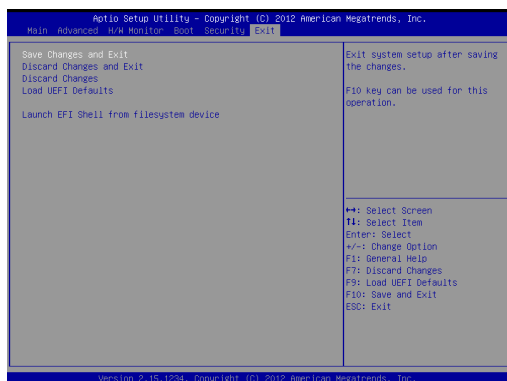 Aptio Setup Utility – Copyright (C) 2012 American Megatrends, Inc.
Main Advanced H/W Monitor Boot Security Exit
Save Changes and Exit
Discard Changes and Exit
Discard Changes
Load UEFI Defaults
Launch EFI Shell from filesystem device
Exit system setup after saving
the changes.
F10 key can be used for this
operation.
↔: Select Screen
↑↓: Select Item
Enter: Select
+/-: Change Option
F1: General Help
F7: Discard Changes
F9: Load UEFI Defaults
F10: Save and Exit
ESC: Exit
Version 2.15.1234. Copyright (C) 2012 American Megatrends, Inc.